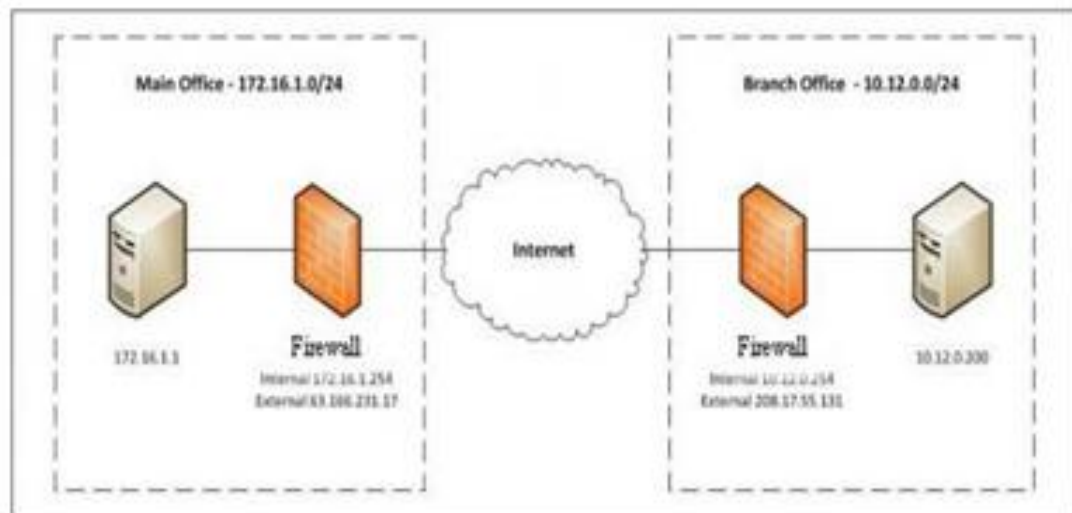 Main Office - 172.16.1.0/24
Branch Office - 10.12.0.0/24
Internet
172.16.1.1
Firewall
Internal 172.16.1.254
External 63.166.231.17
Firewall
Internal 10.12.0.254
External 208.17.55.131
10.12.0.200